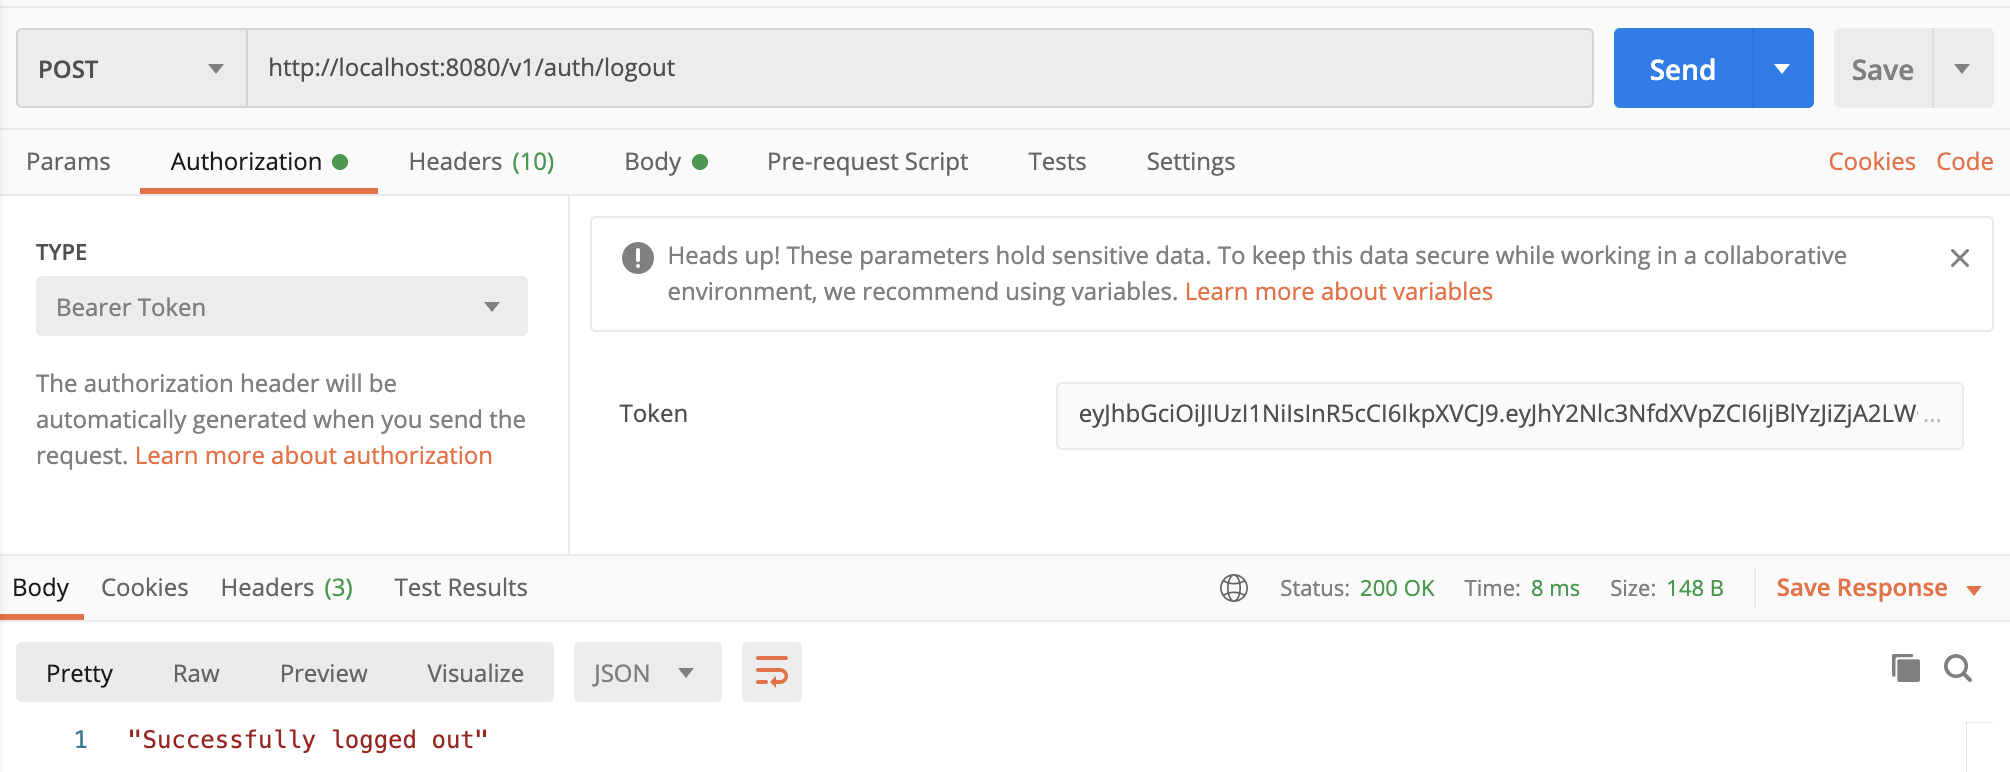 POST
http://localhost:8080/v1/auth/logout
Send
Save
Params
Authorization
Headers (10)
Body
Pre-request Script
Tests
Settings
Cookies
Code
TYPE
Bearer Token
The authorization header will be
automatically generated when you send the
request. Learn more about authorization
Heads up! These parameters hold sensitive data. To keep this data secure while working in a collaborative
environment, we recommend using variables. Learn more about variables
Token
eyJhbGciOiJIUzI1NiIsInR5cCI6IkpXVCJ9.eyJhY2Nlc3NfdXVpZCI6IjBlYzJiZjA2LW ...
Body
Cookies
Headers (3)
Test Results
Status: 200 OK
Time: 8 ms
Size: 148 B
Save Response
Pretty
Raw
Preview
Visualize
JSON
1 "Successfully logged out"